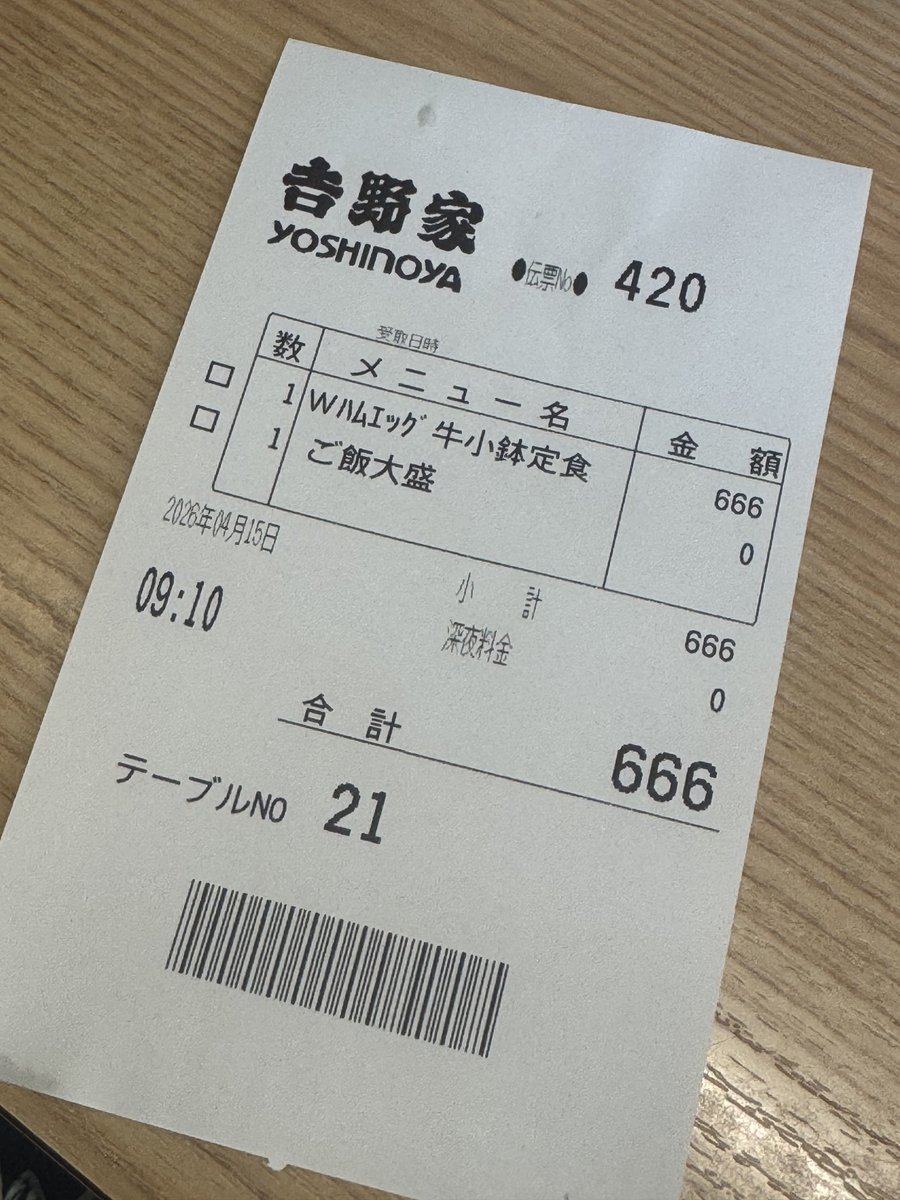 吉野家
YOSHINOYA
●伝票No● 420
受取日時
数 メニュー名 金額
□ 1 Wﾊﾑｴｯｸﾞ牛小鉢定食 666
□ 1 ご飯大盛 0
2026年04月15日
09:10
小計 666
深夜料金 0
合計 666
テーブルNO 21